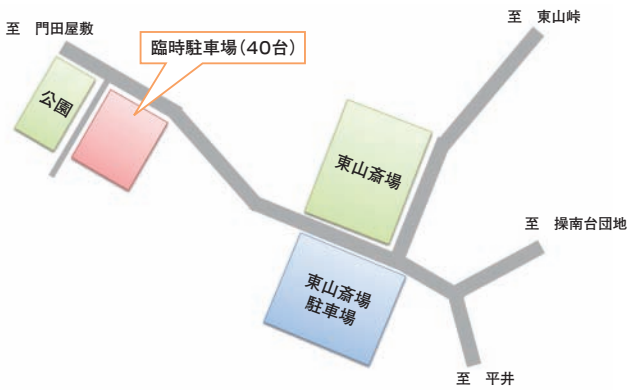 至　東山峠
至　門田屋敷
臨時駐車場(40台)
公園
東山斎場
至　操南台団地
東山斎場
駐車場
至　平井